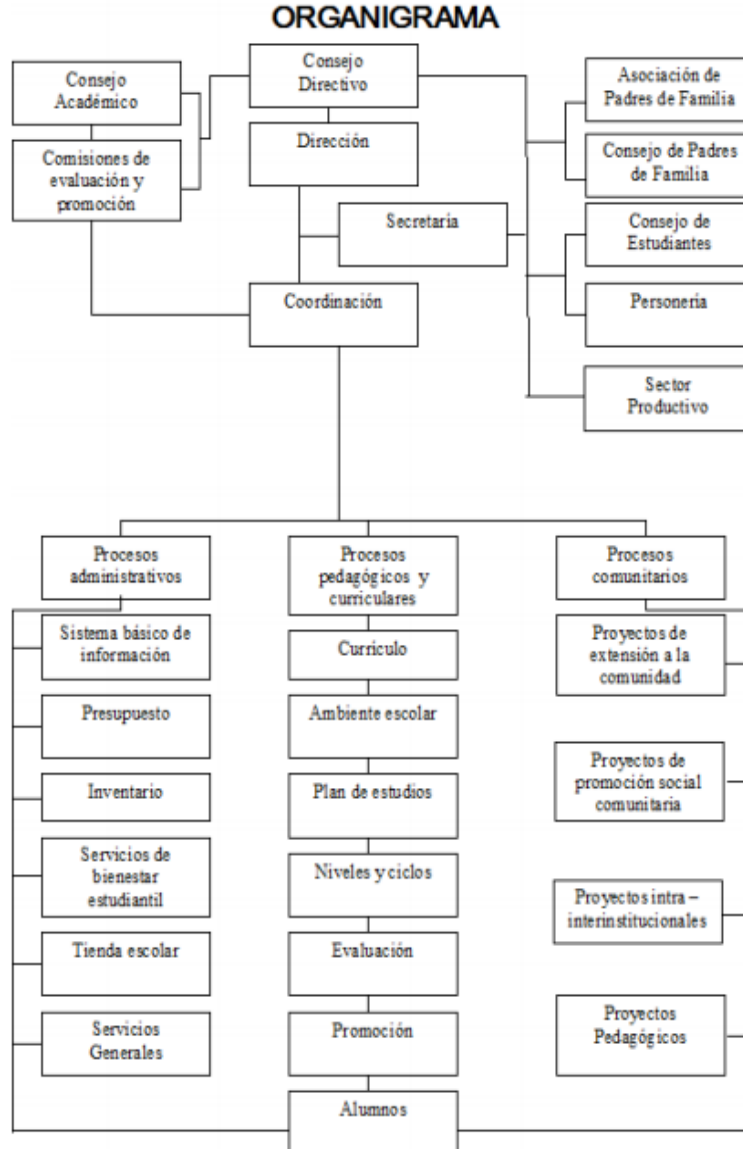 ORGANIGRAMA
Consejo
Directivo
Consejo
Académico
Asociación de
Padres de Familia
Dirección
Comisiones de
evaluación y
promoción
Consejo de Padres
de Familia
Secretaría
Consejo de
Estudiantes
Coordinación
Personería
Sector
Productivo
Procesos
administrativos
Sistema básico de
información
Presupuesto
Inventario
Servicios de
bienestar
estudiantil
Tienda escolar
Servicios
Generales
Procesos
pedagógicos y
curriculares
Currículo
Ambiente escolar
Plan de estudios
Niveles y ciclos
Evaluación
Promoción
Alumnos
Procesos
comunitarios
Proyectos de
extensión a la
comunidad
Proyectos de
promoción social
comunitaria
Proyectos intra –
interinstitucionales
Proyectos
Pedagógicos